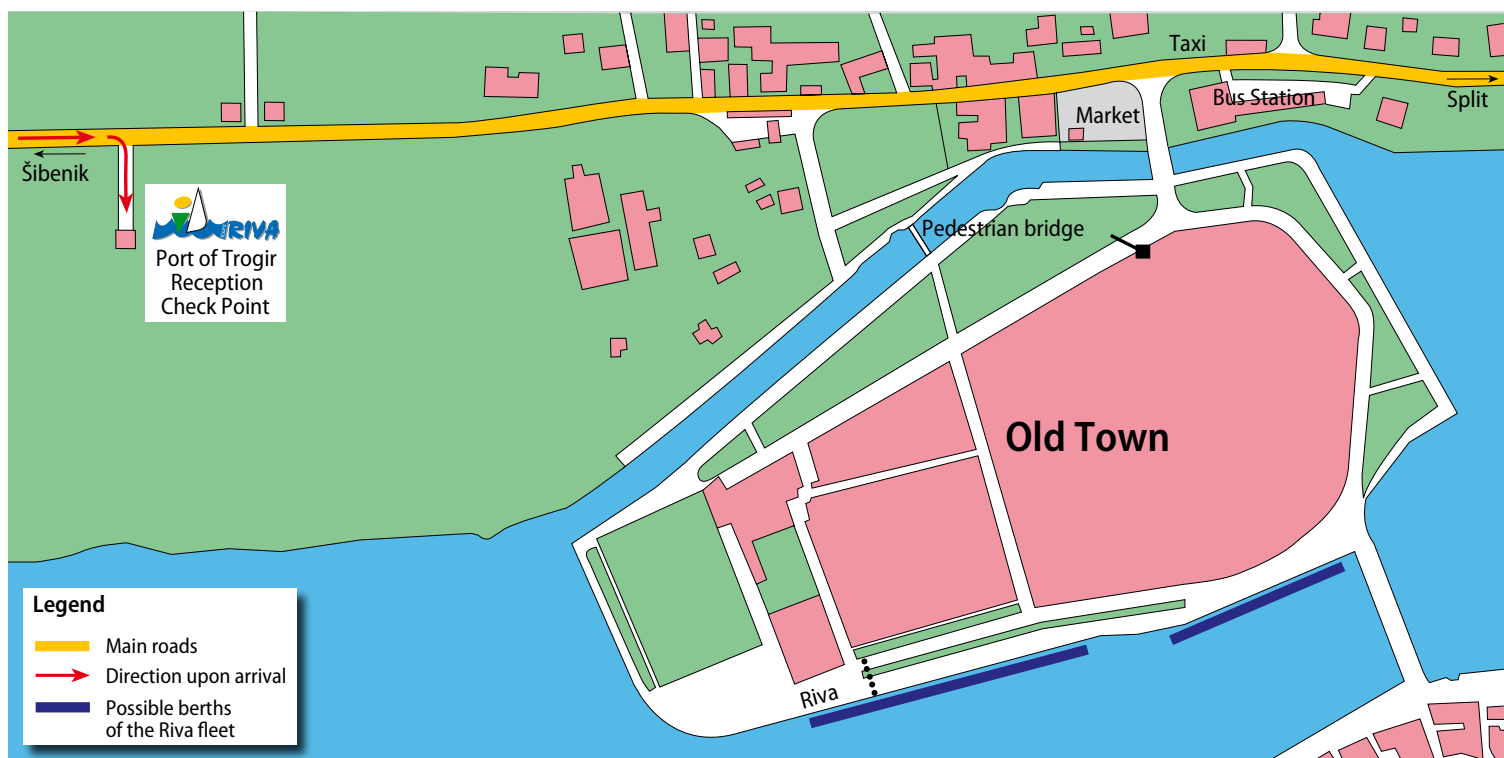 Taxi
Bus Station
Split
Market
Šibenik
RIVA
Port of Trogir
Reception
Check Point
Pedestrian bridge
Old Town
Riva
Legend
Main roads
Direction upon arrival
Possible berths
of the Riva fleet